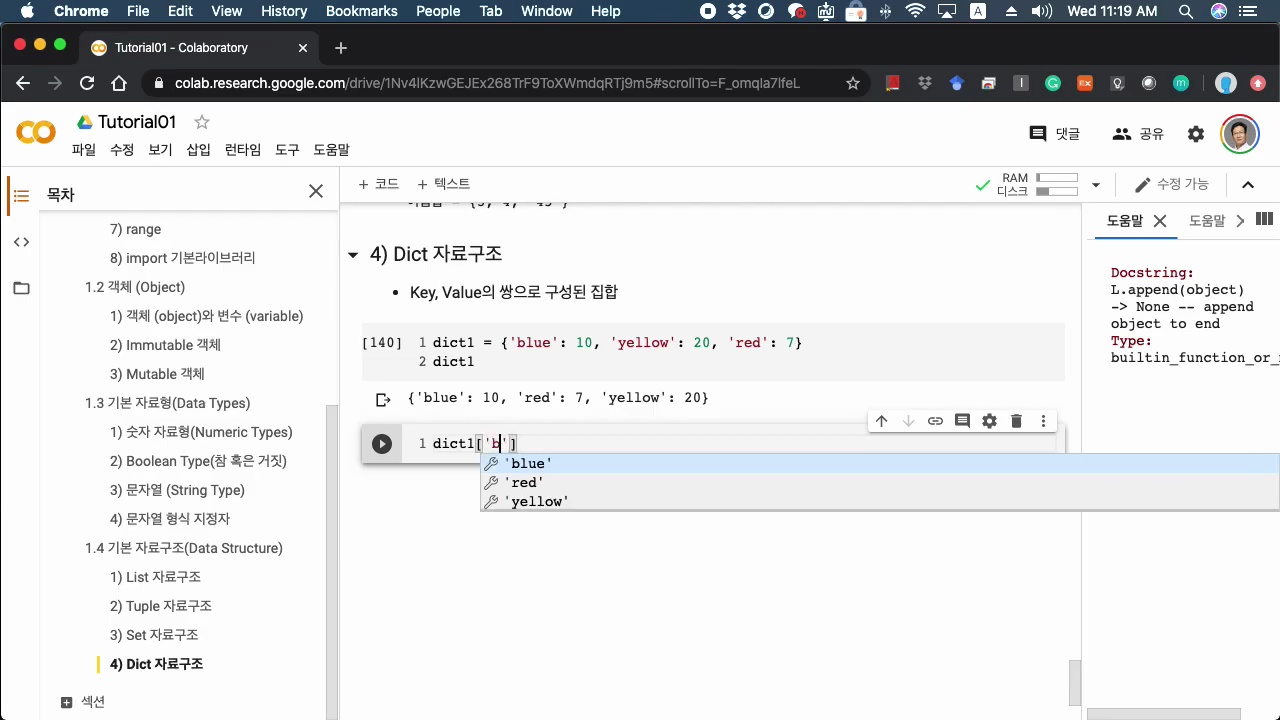 Chrome File Edit View History Bookmarks People Tab Window Help
A
Wed 11:19 AM
Tutorial01 - Colaboratory
colab.research.google.com/drive/1Nv4lKzwGEJEx268TrF9ToXWmdqRTj9m5#scrollTo=F_omqla7lfeL
Tutorial01
댓글
공유
파일 수정 보기 삽입 런타임 도구 도움말
목차
+ 코드 + 텍스트
RAM
디스크
수정 가능
7) range
8) import 기본라이브러리
1.2 객체 (Object)
1) 객체 (object)와 변수 (variable)
2) Immutable 객체
3) Mutable 객체
1.3 기본 자료형(Data Types)
1) 숫자 자료형(Numeric Types)
2) Boolean Type(참 혹은 거짓)
3) 문자열 (String Type)
4) 문자열 형식 지정자
1.4 기본 자료구조(Data Structure)
1) List 자료구조
2) Tuple 자료구조
3) Set 자료구조
4) Dict 자료구조
섹션
4) Dict 자료구조
• Key, Value의 쌍으로 구성된 집합
[140] 1 dict1 = {'blue': 10, 'yellow': 20, 'red': 7}
2 dict1
{'blue': 10, 'red': 7, 'yellow': 20}
1 dict1['b']
'blue'
'red'
'yellow'
도움말
도움말
Docstring:
L.append(object)
-> None -- append
object to end
Type:
builtin_function_or_